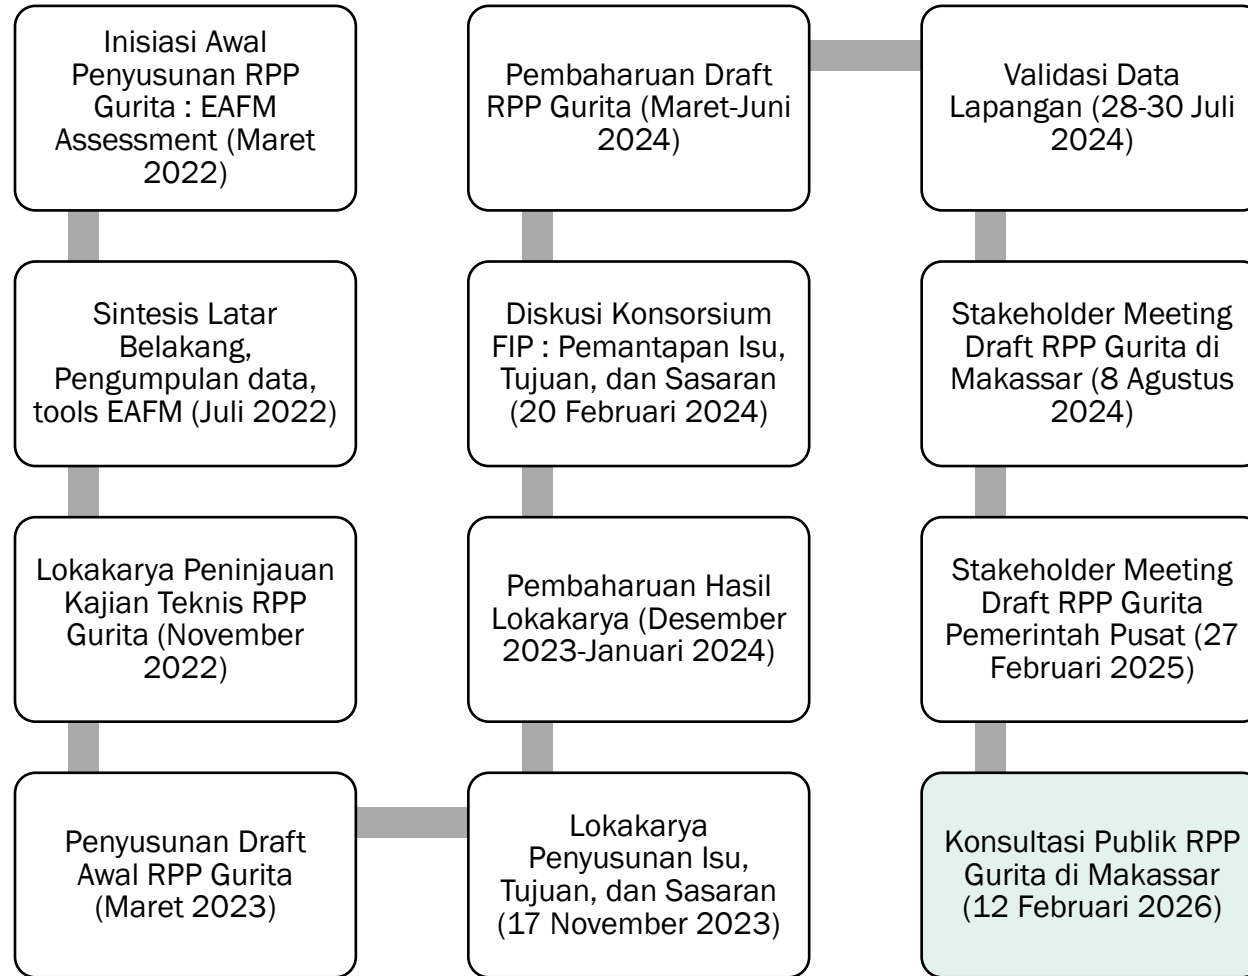 Inisiasi Awal
Penyusunan RPP
Gurita : EAFM
Assessment (Maret
2022)
Sintesis Latar
Belakang,
Pengumpulan data,
tools EAFM (Juli 2022)
Lokakarya Peninjauan
Kajian Teknis RPP
Gurita (November
2022)
Penyusunan Draft
Awal RPP Gurita
(Maret 2023)
Lokakarya
Penyusunan Isu,
Tujuan, dan Sasaran
(17 November 2023)
Pembaharuan Hasil
Lokakarya (Desember
2023-Januari 2024)
Diskusi Konsorsium
FIP : Pemantapan Isu,
Tujuan, dan Sasaran
(20 Februari 2024)
Pembaharuan Draft
RPP Gurita (Maret-Juni
2024)
Validasi Data
Lapangan (28-30 Juli
2024)
Stakeholder Meeting
Draft RPP Gurita di
Makassar (8 Agustus
2024)
Stakeholder Meeting
Draft RPP Gurita
Pemerintah Pusat (27
Februari 2025)
Konsultasi Publik RPP
Gurita di Makassar
(12 Februari 2026)